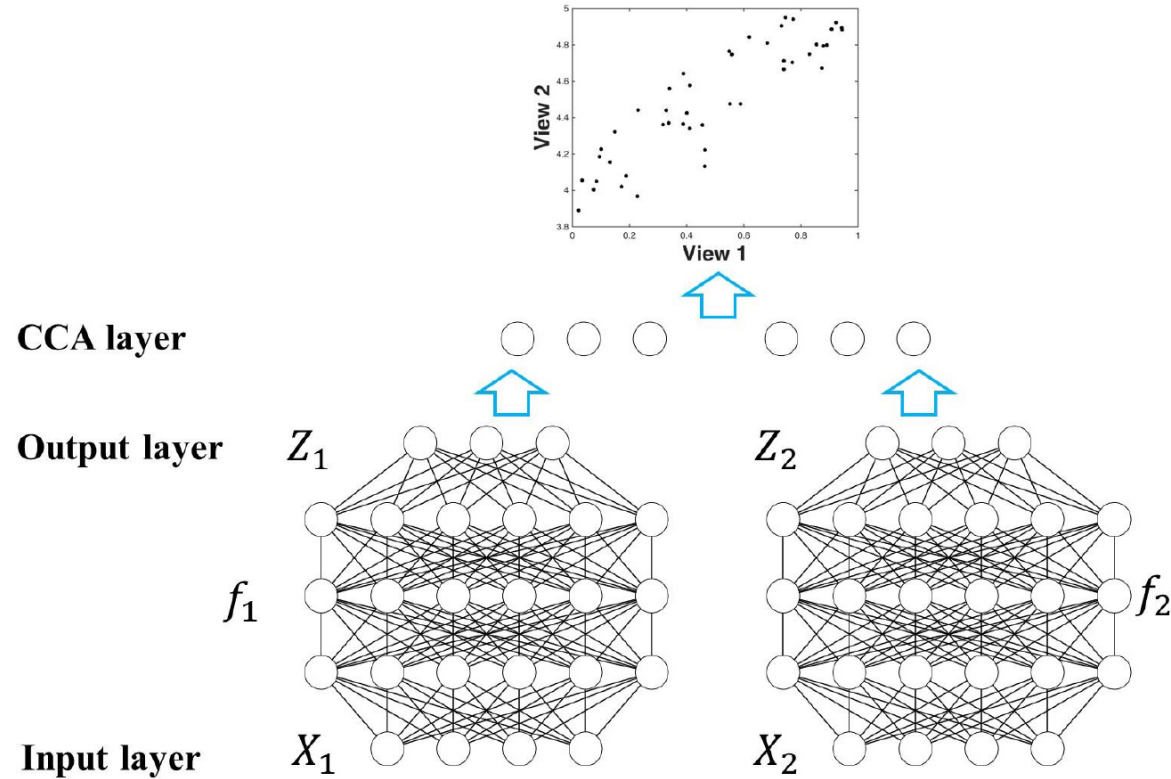 5
4.8
4.6
4.4
4.2
4
3.8
View 2
0 0.2 0.4 0.6 0.8 1
View 1
CCA layer
Output layer Z₁ Z₂
f₁ f₂
Input layer X₁ X₂